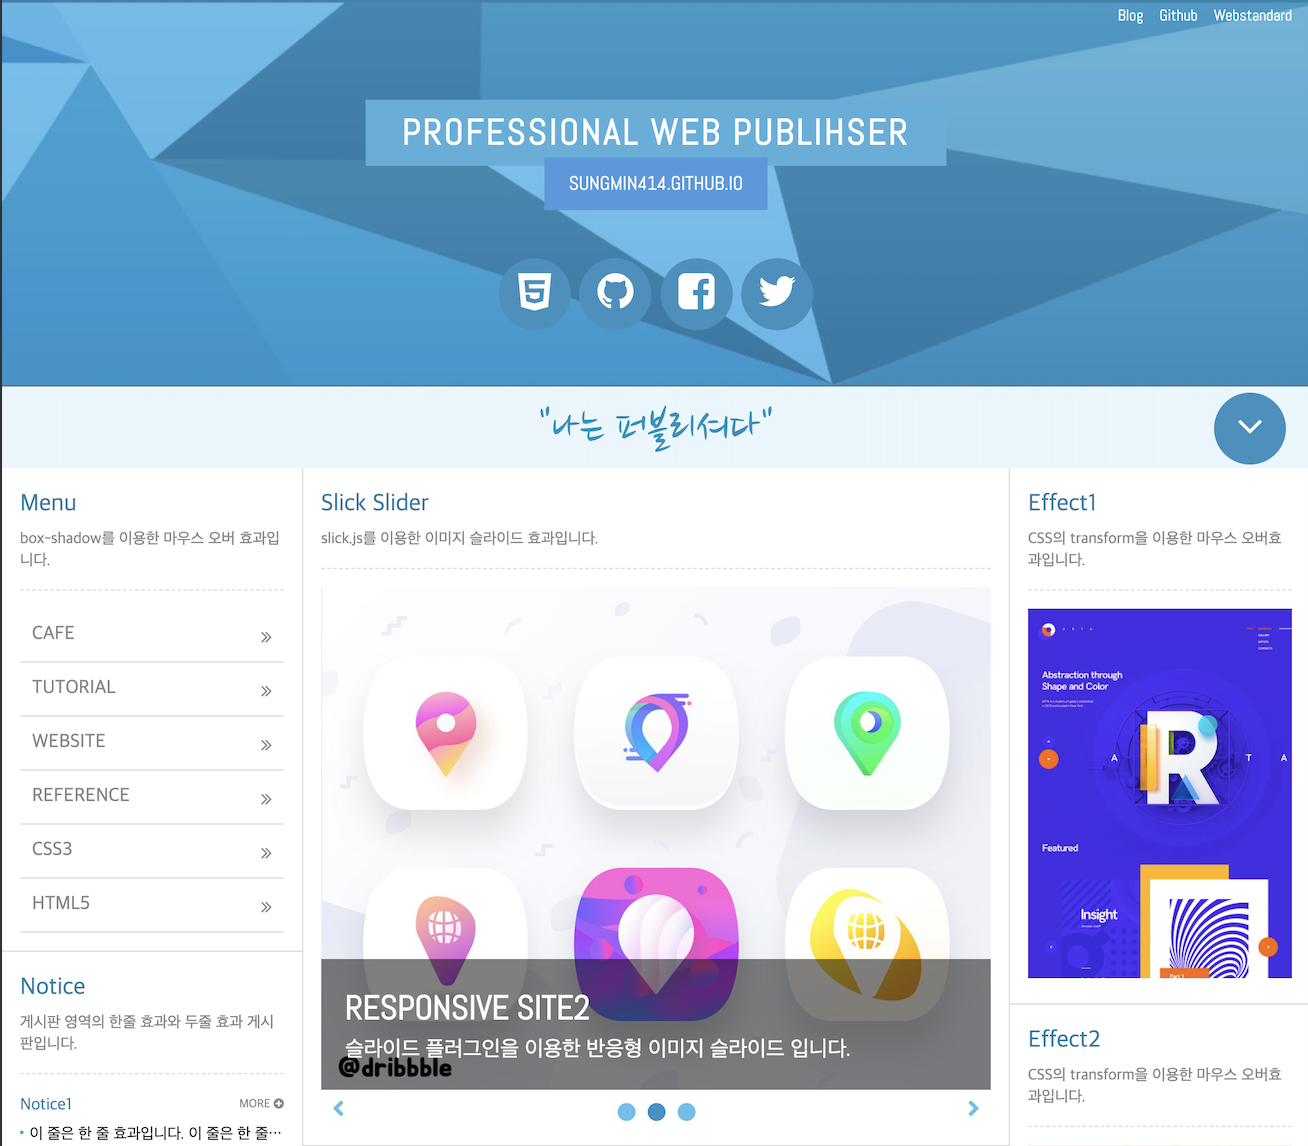 Blog Github Webstandard
PROFESSIONAL WEB PUBLIHSER
SUNGMIN414.GITHUB.IO
"나는 퍼블리셔다"
Menu
box-shadow를 이용한 마우스 오버 효과입
니다.
CAFE
TUTORIAL
WEBSITE
REFERENCE
CSS3
HTML5
Notice
게시판 영역의 한줄 효과와 두줄 효과 게시
판입니다.
Notice1 MORE
이 줄은 한 줄 효과입니다. 이 줄은 한 줄…
Slick Slider
slick.js를 이용한 이미지 슬라이드 효과입니다.
RESPONSIVE SITE2
슬라이드 플러그인을 이용한 반응형 이미지 슬라이드 입니다.
@dribbble
Effect1
CSS의 transform을 이용한 마우스 오버효
과입니다.
Abstraction through
Shape and Color
A R T A
Featured
Insight
Part 1
Effect2
CSS의 transform을 이용한 마우스 오버효
과입니다.